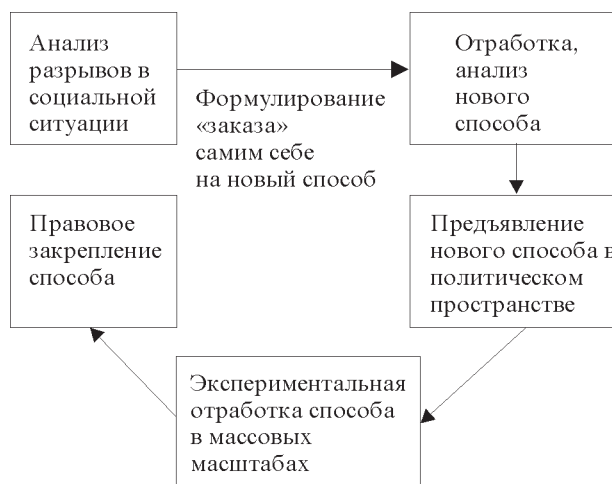 Анализ
разрывов в
социальной
ситуации
Формулирование
«заказа»
самим себе
на новый способ
Отработка,
анализ
нового
способа
Предъявление
нового способа в
политическом
пространстве
Экспериментальная
отработка способа
в массовых
масштабах
Правовое
закрепление
способа